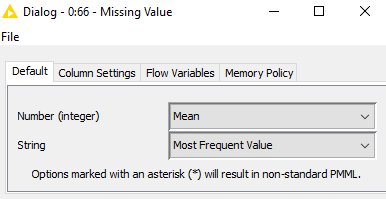 Dialog - 0:66 - Missing Value
File
Default Column Settings Flow Variables Memory Policy
Number (integer) Mean
String Most Frequent Value
Options marked with an asterisk (*) will result in non-standard PMML.